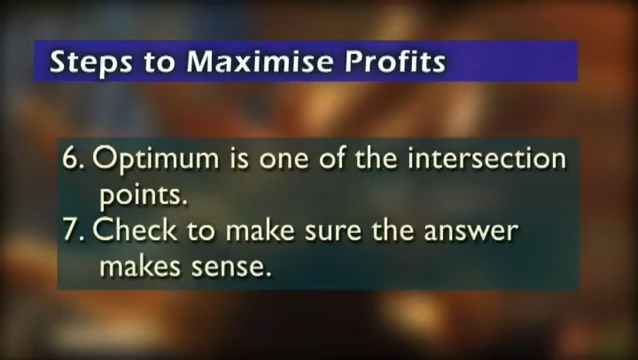 Steps to Maximise Profits
6. Optimum is one of the intersection
points.
7. Check to make sure the answer
makes sense.